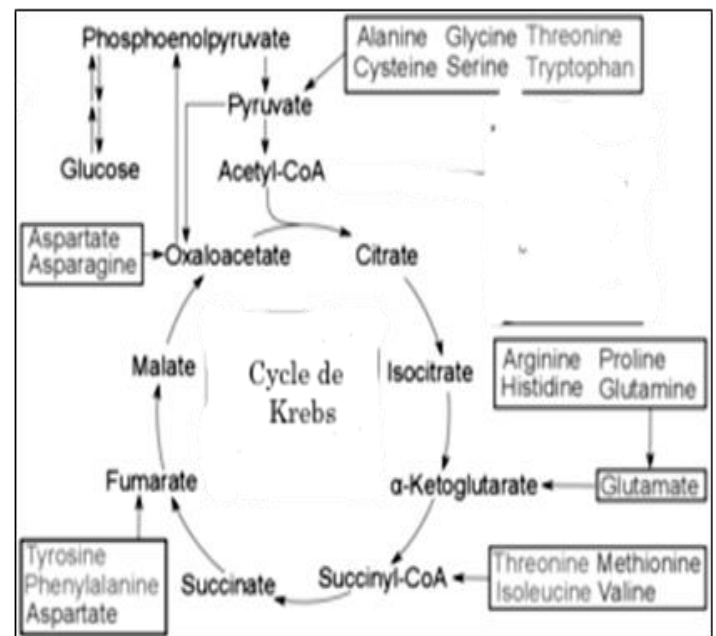 Phosphoenolpyruvate
Alanine Glycine Threonine
Cysteine Serine Tryptophan
Pyruvate
Glucose
Acetyl-CoA
Aspartate
Asparagine
Oxaloacetate
Citrate
Malate
Cycle de
Krebs
Isocitrate
Arginine Proline
Histidine Glutamine
Fumarate
α-Ketoglutarate
Glutamate
Tyrosine
Phenylalanine
Aspartate
Succinate
Succinyl-CoA
Threonine Methionine
Isoleucine Valine